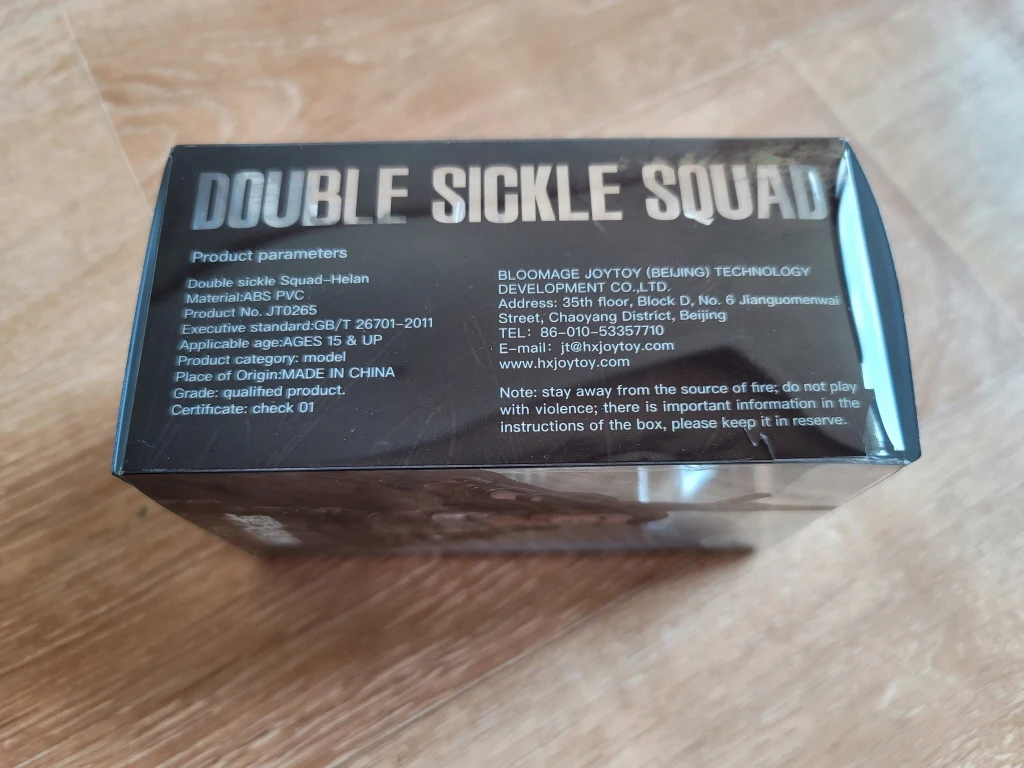 DOUBLE SICKLE SQUAD
Product parameters
Double sickle Squad-Helan
Material:ABS PVC
Product No. JT0265
Executive standard:GB/T 26701-2011
Applicable age:AGES 15 & UP
Product category: model
Place of Origin:MADE IN CHINA
Grade: qualified product.
Certificate: check 01
BLOOMAGE JOYTOY (BEIJING) TECHNOLOGY
DEVELOPMENT CO.,LTD.
Address: 35th floor, Block D, No. 6 Jianguomenwai
Street, Chaoyang District, Beijing
TEL: 86-010-53357710
E-mail: jt@hxjoytoy.com
www.hxjoytoy.com
Note: stay away from the source of fire; do not play
with violence; there is important information in the
instructions of the box, please keep it in reserve.